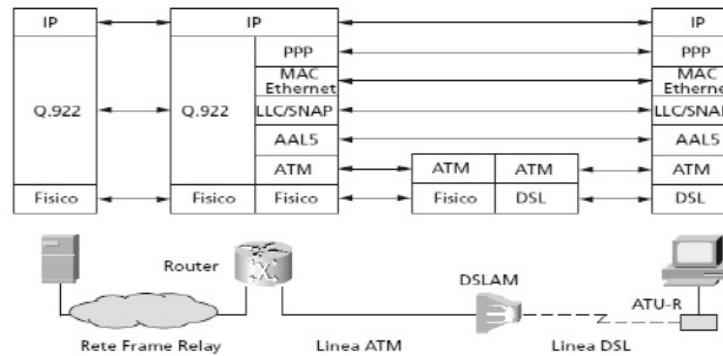 IP IP IP
PPP PPP
MAC Ethernet MAC Ethernet
Q.922 Q.922 LLC/SNAP LLC/SNAP
AAL5 AAL5
ATM ATM ATM ATM
Fisico Fisico Fisico Fisico DSL DSL
Router
DSLAM
ATU-R
Rete Frame Relay Linea ATM Linea DSL